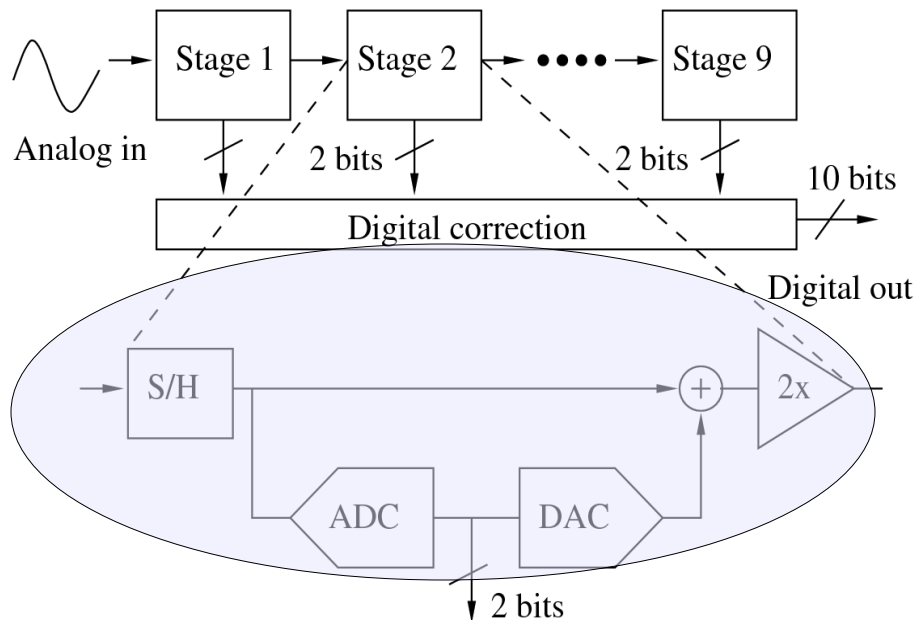 Stage 1
Stage 2
Stage 9
Analog in
2 bits
2 bits
10 bits
Digital correction
Digital out
S/H
+
2x
ADC
DAC
2 bits